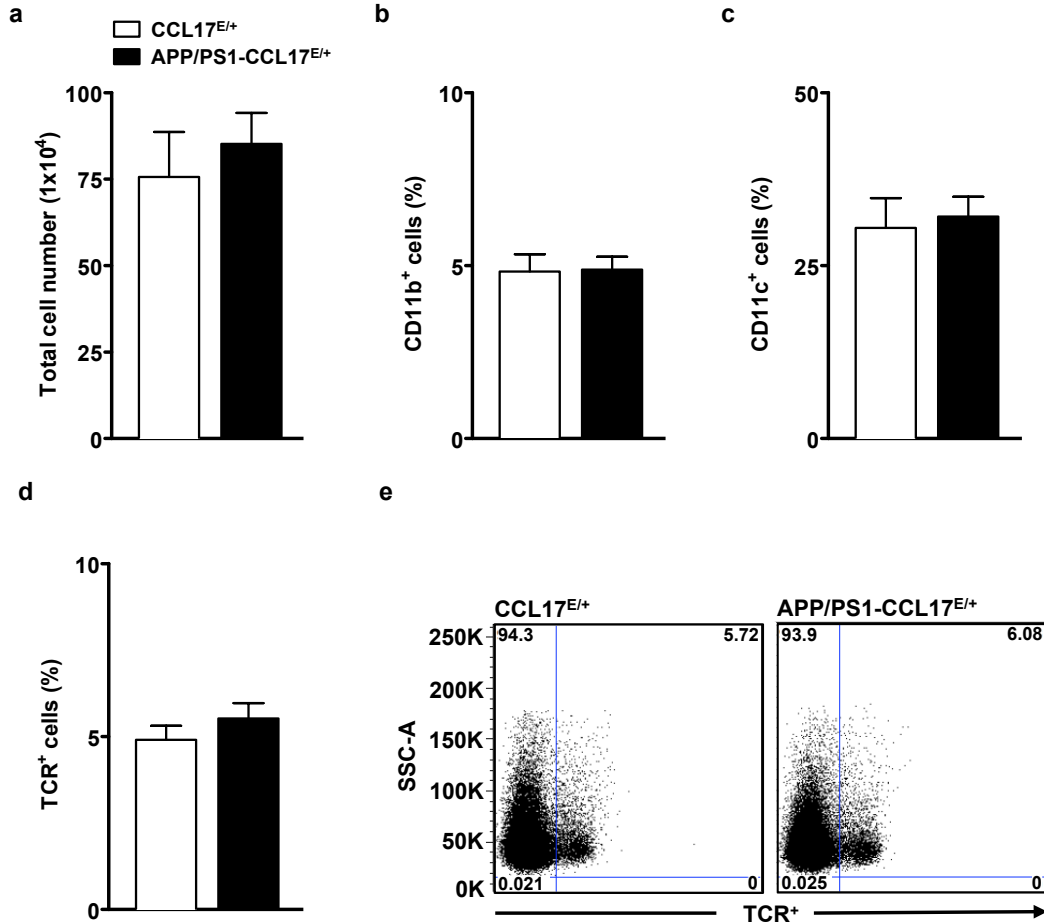 a
CCL17E/+
APP/PS1-CCL17E/+
100
75
50
25
0
Total cell number (1x10⁴)
b
10
5
0
CD11b⁺ cells (%)
c
50
25
0
CD11c⁺ cells (%)
d
10
5
0
TCR⁺ cells (%)
e
CCL17E/+
APP/PS1-CCL17E/+
250K
200K
150K
100K
50K
0K
SSC-A
94.3 5.72
0.021 0
93.9 6.08
0.025 0
TCR⁺